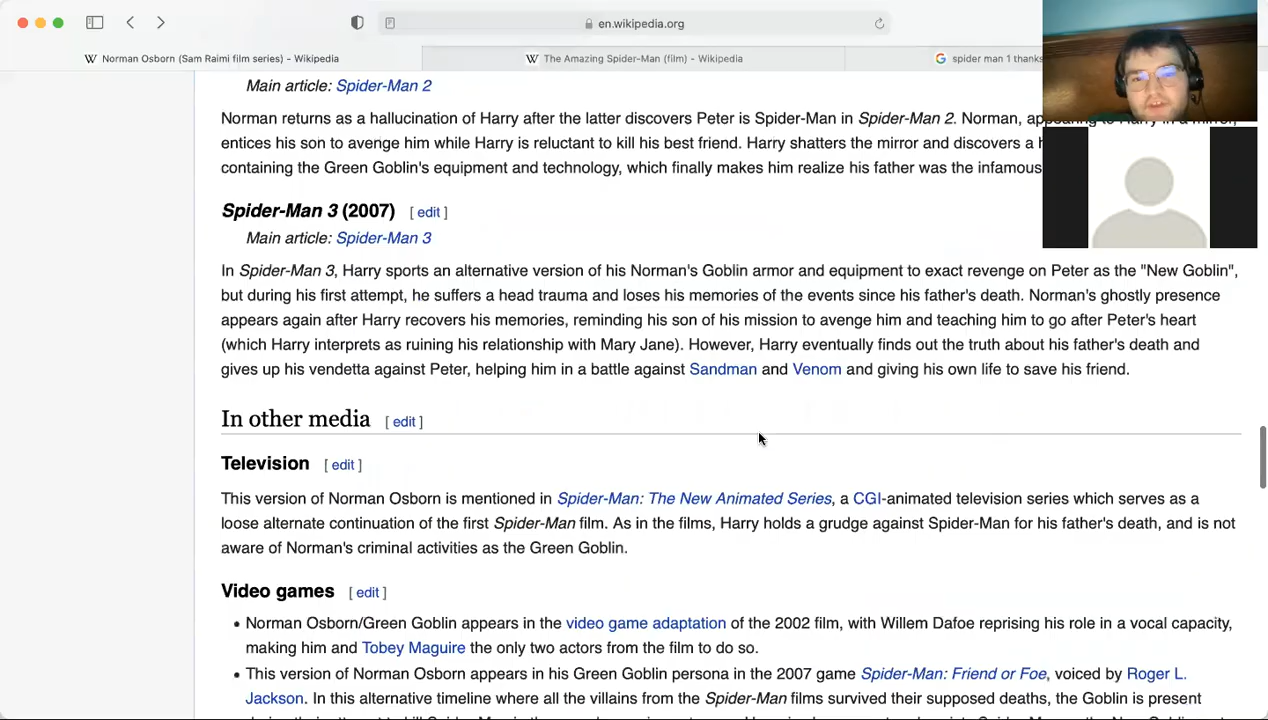 en.wikipedia.org
Norman Osborn (Sam Raimi film series) - Wikipedia
The Amazing Spider-Man (film) - Wikipedia
spider man 1 thanks
Main article: Spider-Man 2
Norman returns as a hallucination of Harry after the latter discovers Peter is Spider-Man in Spider-Man 2. Norman, appearing to Harry in a mirror,
entices his son to avenge him while Harry is reluctant to kill his best friend. Harry shatters the mirror and discovers a
containing the Green Goblin's equipment and technology, which finally makes him realize his father was the infamous
Spider-Man 3 (2007) [ edit ]
Main article: Spider-Man 3
In Spider-Man 3, Harry sports an alternative version of his Norman's Goblin armor and equipment to exact revenge on Peter as the "New Goblin",
but during his first attempt, he suffers a head trauma and loses his memories of the events since his father's death. Norman's ghostly presence
appears again after Harry recovers his memories, reminding his son of his mission to avenge him and teaching him to go after Peter's heart
(which Harry interprets as ruining his relationship with Mary Jane). However, Harry eventually finds out the truth about his father's death and
gives up his vendetta against Peter, helping him in a battle against Sandman and Venom and giving his own life to save his friend.
In other media [ edit ]
Television [ edit ]
This version of Norman Osborn is mentioned in Spider-Man: The New Animated Series, a CGI-animated television series which serves as a
loose alternate continuation of the first Spider-Man film. As in the films, Harry holds a grudge against Spider-Man for his father's death, and is not
aware of Norman's criminal activities as the Green Goblin.
Video games [ edit ]
• Norman Osborn/Green Goblin appears in the video game adaptation of the 2002 film, with Willem Dafoe reprising his role in a vocal capacity,
making him and Tobey Maguire the only two actors from the film to do so.
• This version of Norman Osborn appears in his Green Goblin persona in the 2007 game Spider-Man: Friend or Foe, voiced by Roger L.
Jackson. In this alternative timeline where all the villains from the Spider-Man films survived their supposed deaths, the Goblin is present